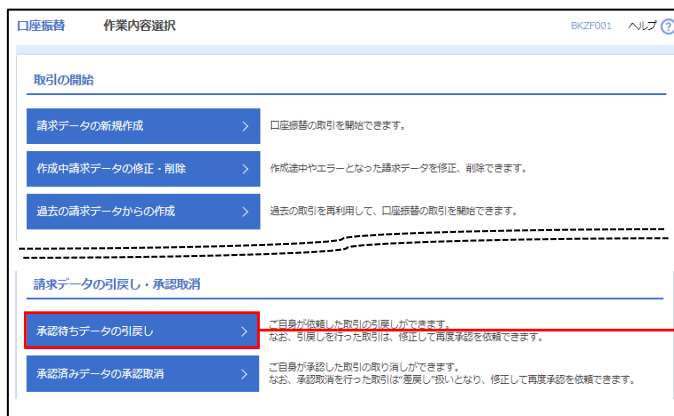 口座振替 作業内容選択 BKZF001 ヘルプ ?
取引の開始
請求データの新規作成 > 口座振替の取引を開始できます。
作成中請求データの修正・削除 > 作成途中やエラーとなった請求データを修正、削除できます。
過去の請求データからの作成 > 過去の取引を再利用して、口座振替の取引を開始できます。
請求データの引戻し・承認取消
承認待ちデータの引戻し > ご自身が依頼した取引の引戻しができます。
なお、引戻しを行った取引は、修正して再度承認を依頼できます。
承認済みデータの承認取消 > ご自身が承認した取引の取り消しができます。
なお、承認取消を行った取引は“差戻し”扱いとなり、修正して再度承認を依頼できます。